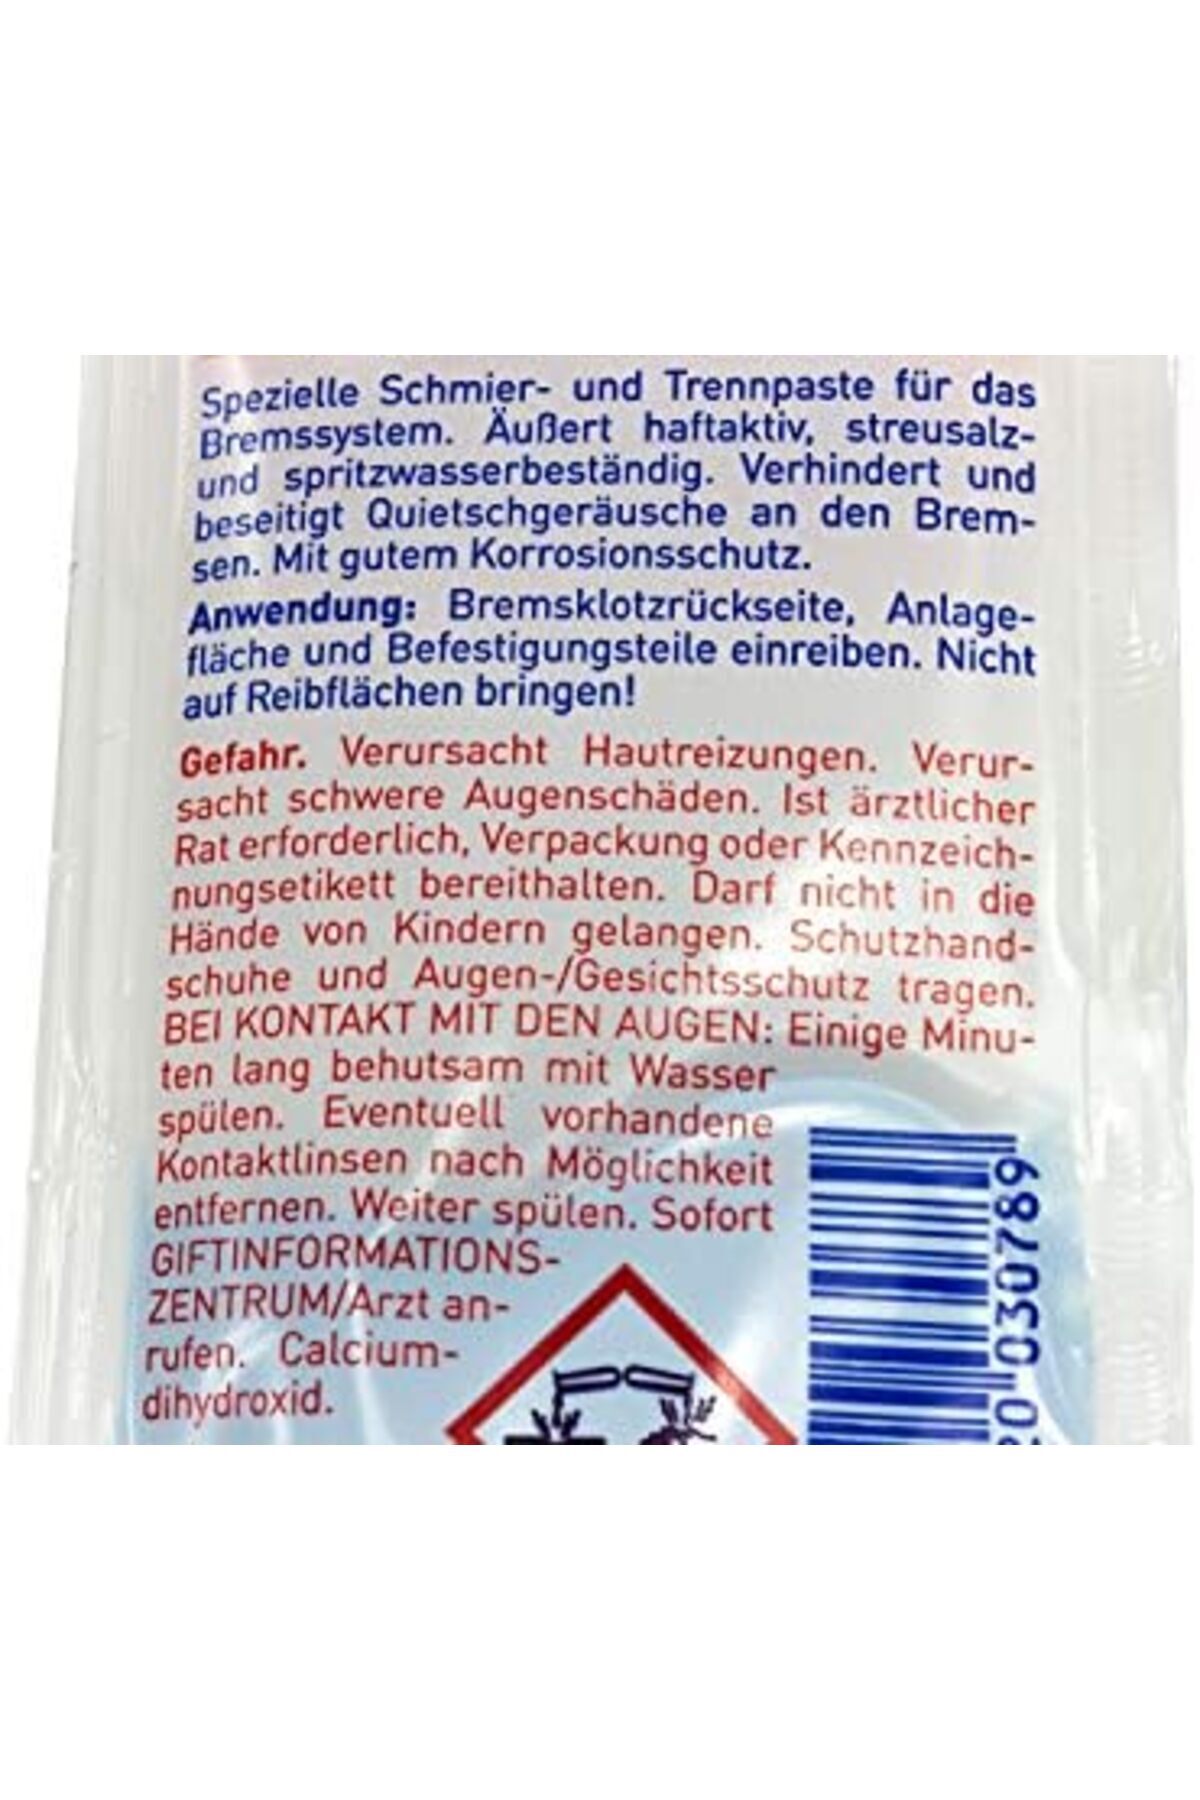 Spezielle Schmier- und Trennpaste für das
Bremssystem. Äußert haftaktiv, streusalz-
und spritzwasserbeständig. Verhindert und
beseitigt Quietschgeräusche an den Brem-
sen. Mit gutem Korrosionsschutz.
Anwendung: Bremsklotzrückseite, Anlage-
fläche und Befestigungsteile einreiben. Nicht
auf Reibflächen bringen!
Gefahr. Verursacht Hautreizungen. Verur-
sacht schwere Augenschäden. Ist ärztlicher
Rat erforderlich, Verpackung oder Kennzeich-
nungsetikett bereithalten. Darf nicht in die
Hände von Kindern gelangen. Schutzhand-
schuhe und Augen-/Gesichtsschutz tragen.
BEI KONTAKT MIT DEN AUGEN: Einige Minu-
ten lang behutsam mit Wasser
spülen. Eventuell vorhandene
Kontaktlinsen nach Möglichkeit
entfernen. Weiter spülen. Sofort
GIFTINFORMATIONS-
ZENTRUM/Arzt an-
rufen. Calcium-
dihydroxid.
20 030789